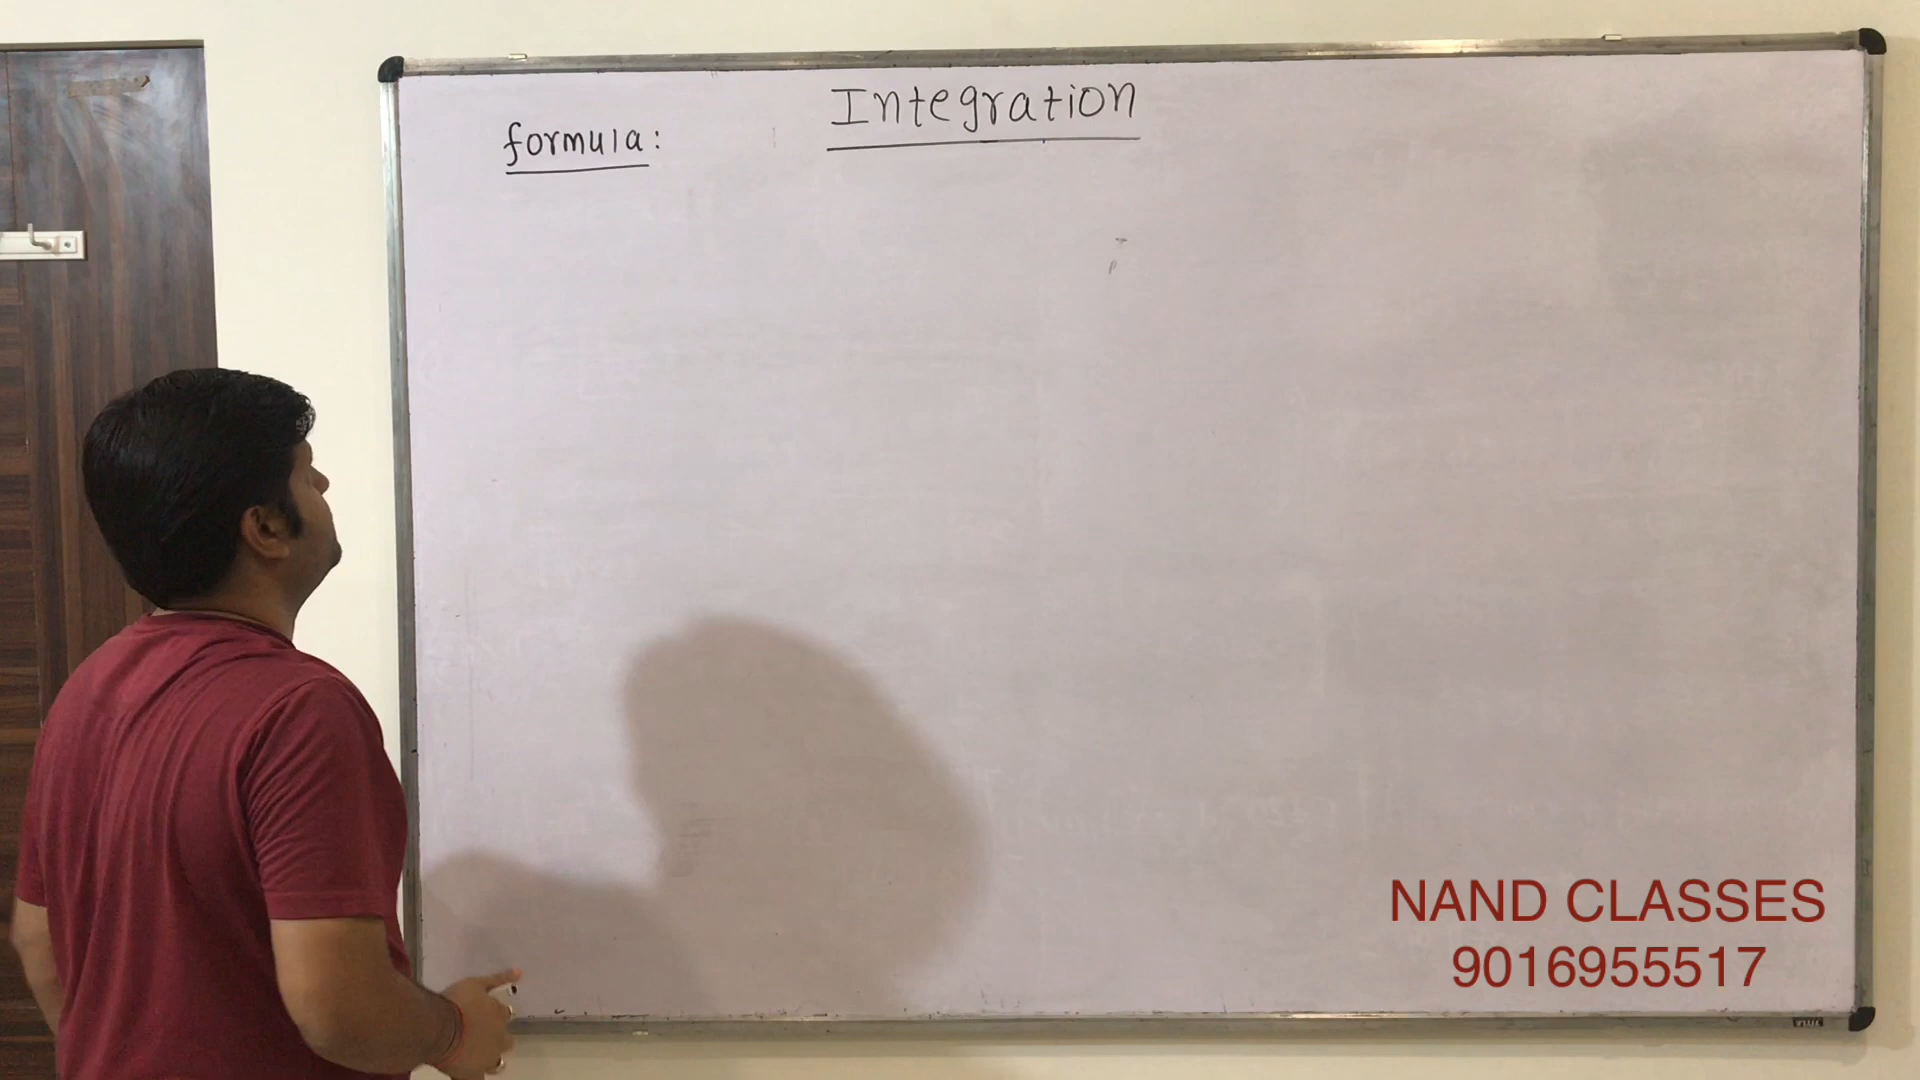 Integration
formula:
NAND CLASSES
9016955517